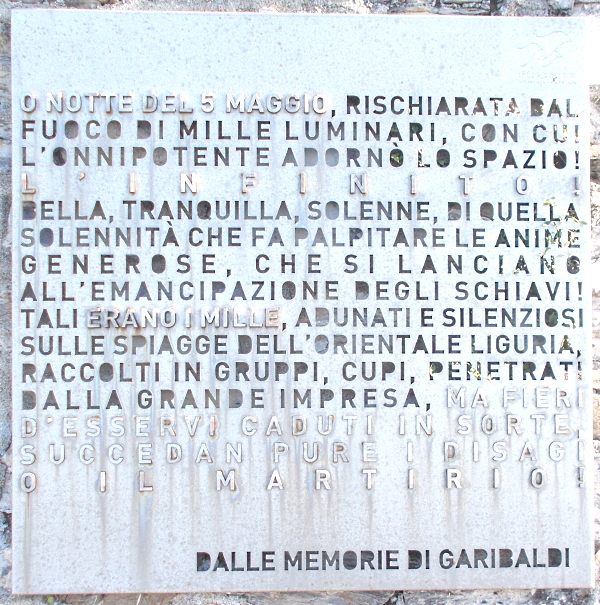 O NOTTE DEL 5 MAGGIO, RISCHIARATA DAL
FUOCO DI MILLE LUMINARI, CON CUI
L'ONNIPOTENTE ADORNÒ LO SPAZIO!
L'INFINITO!
BELLA, TRANQUILLA, SOLENNE, DI QUELLA
SOLENNITÀ CHE FA PALPITARE LE ANIME
GENEROSE, CHE SI LANCIANO
ALL'EMANCIPAZIONE DEGLI SCHIAVI!
TALI ERANO I MILLE, ADUNATI E SILENZIOSI
SULLE SPIAGGE DELL'ORIENTALE LIGURIA,
RACCOLTI IN GRUPPI, CUPI, PENETRATI
DALLA GRANDE IMPRESA, MA FIERI
D'ESSERVI CADUTI IN SORTE,
SUCCEDAN PURE I DISAGI
O IL MARTIRIO!
DALLE MEMORIE DI GARIBALDI